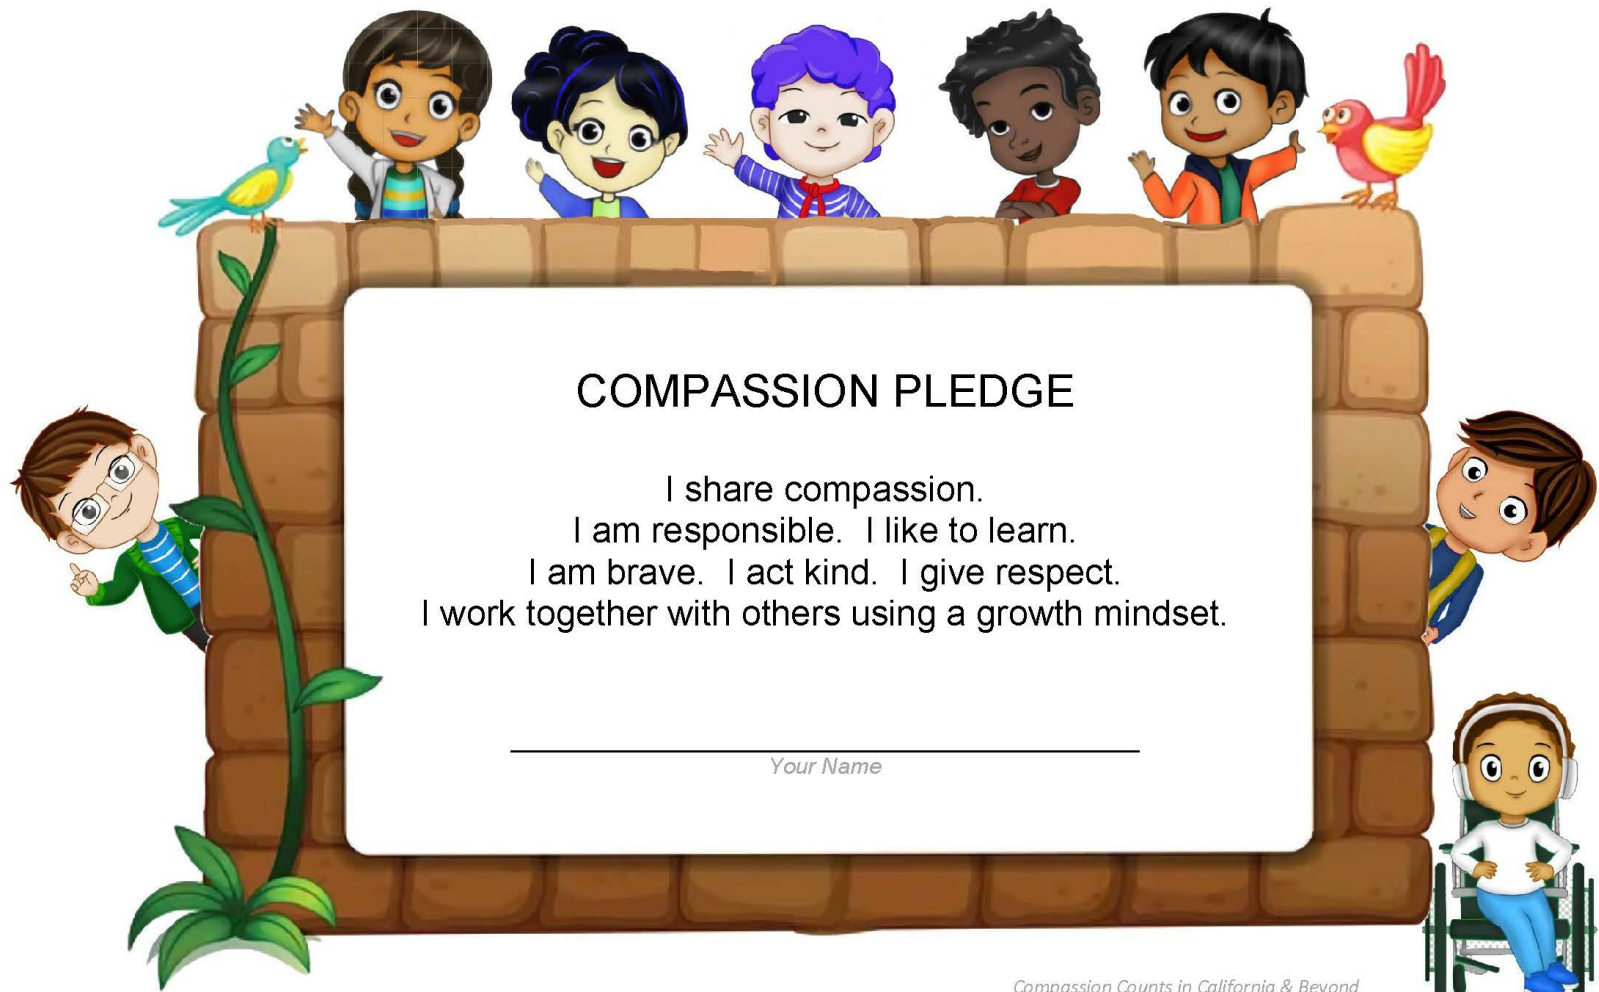 COMPASSION PLEDGE
I share compassion.
I am responsible.  I like to learn.
I am brave.  I act kind.  I give respect.
I work together with others using a growth mindset.
Your Name
Compassion Counts in California & Beyond